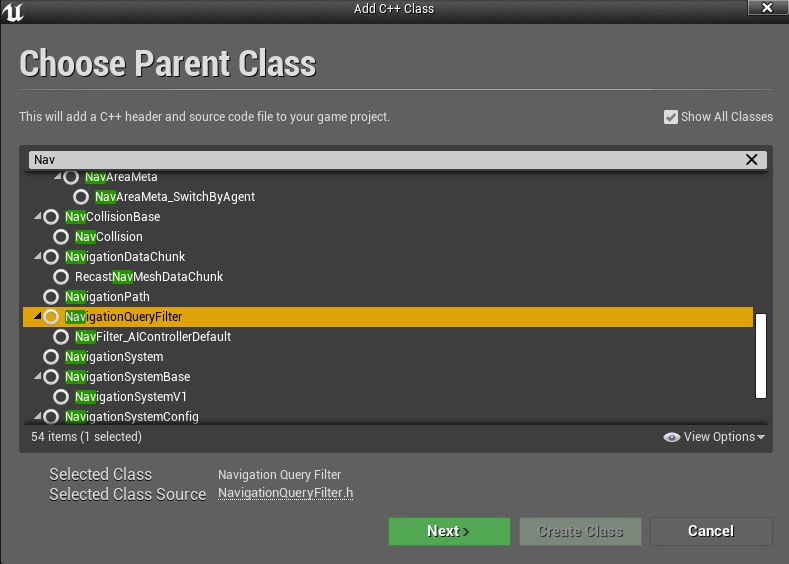 Add C++ Class
Choose Parent Class
This will add a C++ header and source code file to your game project.
Show All Classes
Nav
NavAreaMeta
NavAreaMeta_SwitchByAgent
NavCollisionBase
NavCollision
NavigationDataChunk
RecastNavMeshDataChunk
NavigationPath
NavigationQueryFilter
NavFilter_AIControllerDefault
NavigationSystem
NavigationSystemBase
NavigationSystemV1
NavigationSystemConfig
54 items (1 selected)
View Options
Selected Class Navigation Query Filter
Selected Class Source NavigationQueryFilter.h
Next >
Create Class
Cancel